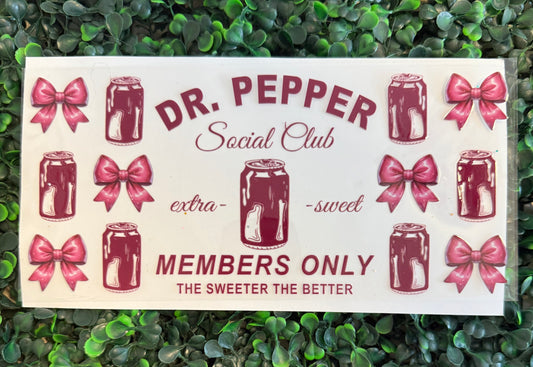 DR. PEPPER
Social Club
extra- -sweet
MEMBERS ONLY
THE SWEETER THE BETTER